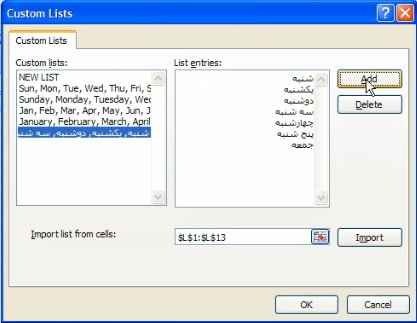 Custom Lists
Custom Lists
Custom lists:
NEW LIST
Sun, Mon, Tue, Wed, Thu, Fri, S
Sunday, Monday, Tuesday, Wed
Jan, Feb, Mar, Apr, May, Jun, J
January, February, March, April
شنبه, یکشنبه, دوشنبه, سه شنب
List entries:
شنبه
یکشنبه
دوشنبه
سه شنبه
چهارشنبه
پنج شنبه
جمعه
Add
Delete
Import list from cells:
$L$1:$L$13
Import
OK
Cancel